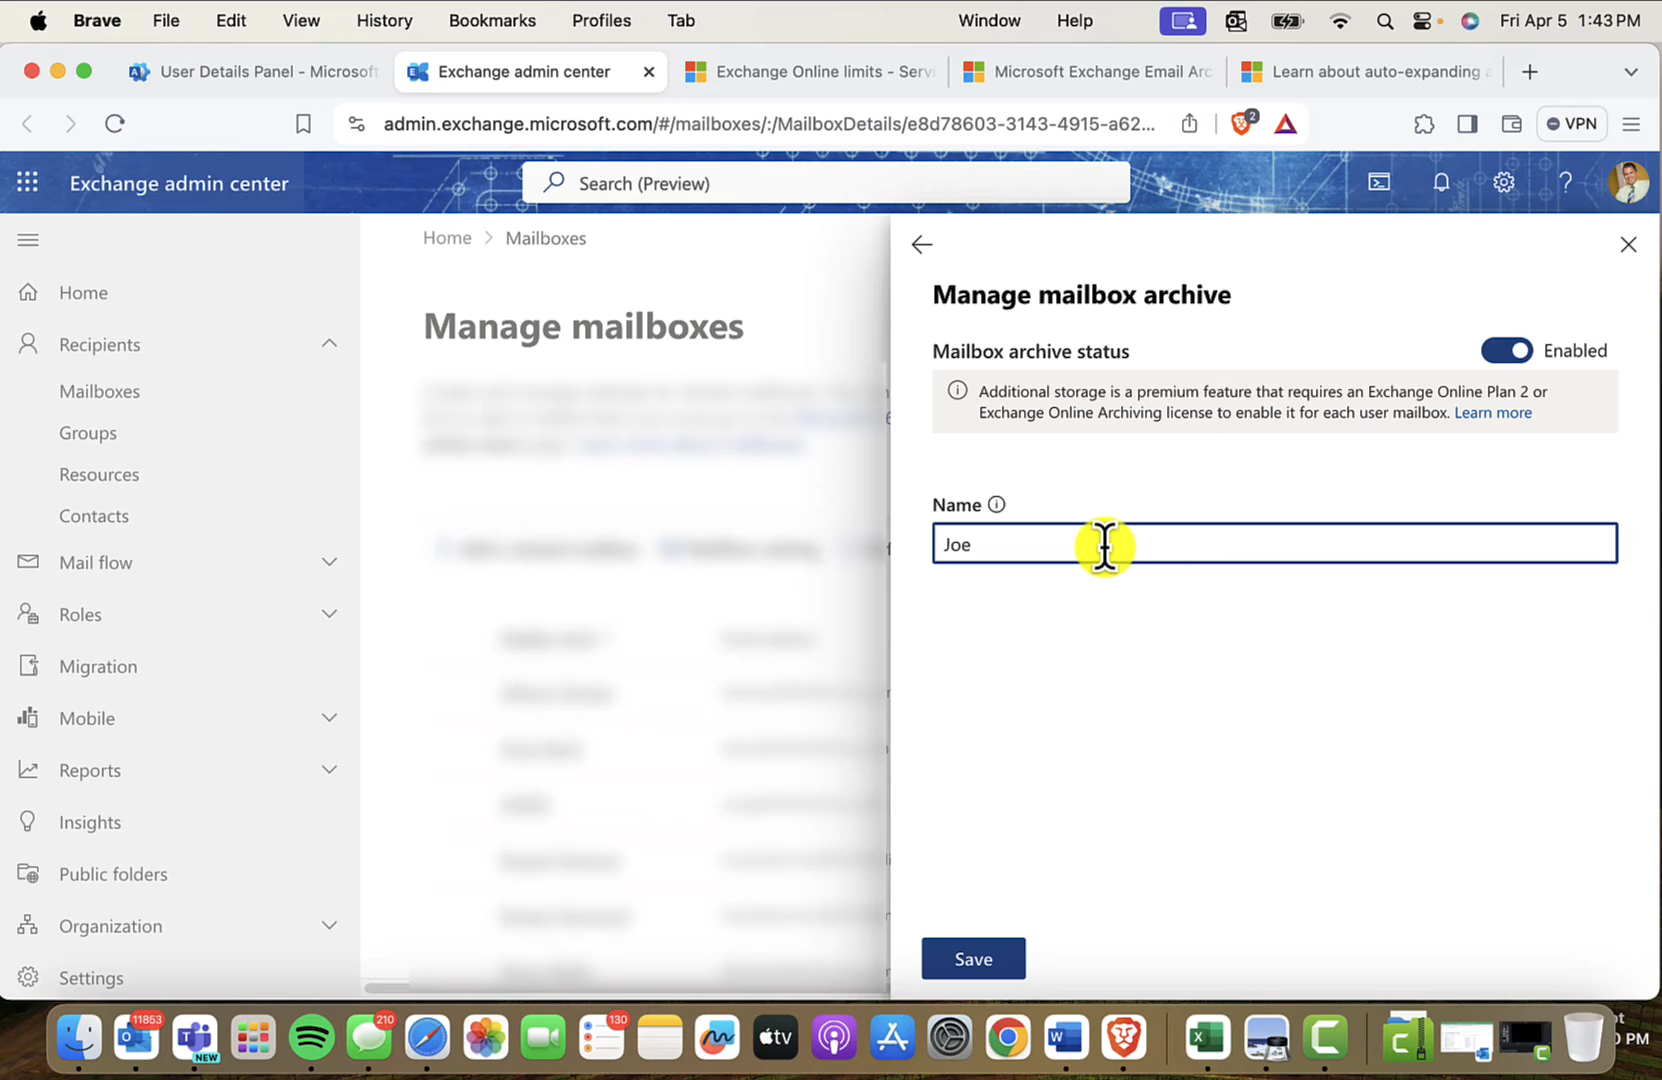 Brave File Edit View History Bookmarks Profiles Tab Window Help Fri Apr 5 1:43 PM
User Details Panel - Microsoft
Exchange admin center
Exchange Online limits - Servi
Microsoft Exchange Email Arc
Learn about auto-expanding a
admin.exchange.microsoft.com/#/mailboxes/:/MailboxDetails/e8d78603-3143-4915-a62...
2
VPN
Exchange admin center
Search (Preview)
?
Home
Recipients
Mailboxes
Groups
Resources
Contacts
Mail flow
Roles
Migration
Mobile
Reports
Insights
Public folders
Organization
Settings
Home > Mailboxes
Manage mailboxes
Manage mailbox archive
Mailbox archive status
Enabled
Additional storage is a premium feature that requires an Exchange Online Plan 2 or
Exchange Online Archiving license to enable it for each user mailbox. Learn more
Name
Joe
Save
11853
NEW
210
130
tv
PM